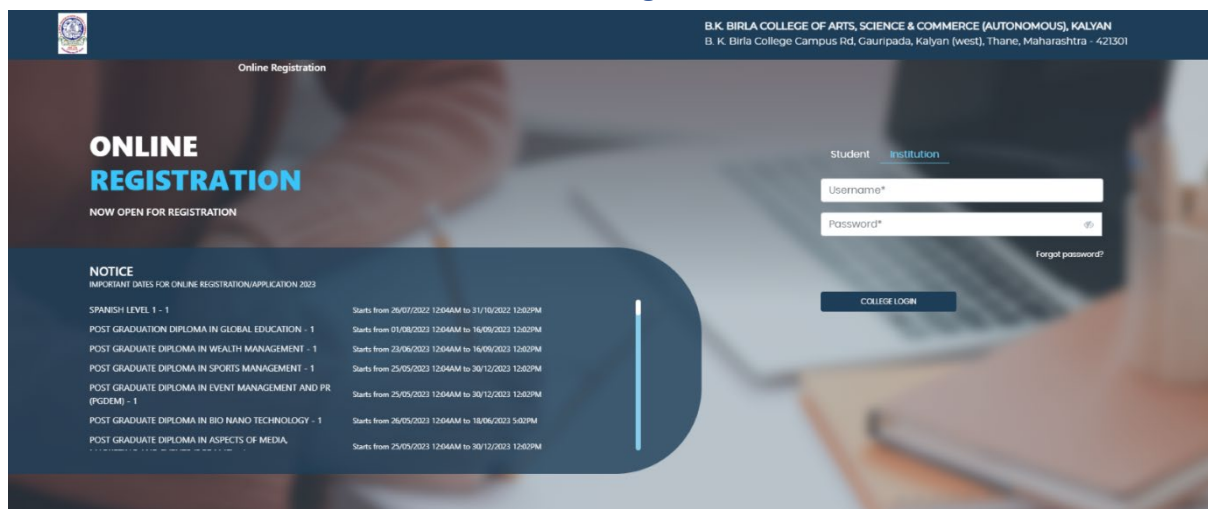 B.K. BIRLA COLLEGE OF ARTS, SCIENCE & COMMERCE (AUTONOMOUS), KALYAN
B. K. Birla College Campus Rd, Gauripada, Kalyan (west), Thane, Maharashtra - 421301
Online Registration
ONLINE
REGISTRATION
NOW OPEN FOR REGISTRATION
Student Institution
Username*
Password*
Forgot password?
COLLEGE LOGIN
NOTICE
IMPORTANT DATES FOR ONLINE REGISTRATION/APPLICATION 2023
SPANISH LEVEL 1 - 1 Starts from 26/07/2022 12:04AM to 31/10/2022 12:02PM
POST GRADUATION DIPLOMA IN GLOBAL EDUCATION - 1 Starts from 01/08/2023 12:04AM to 16/09/2023 12:02PM
POST GRADUATE DIPLOMA IN WEALTH MANAGEMENT - 1 Starts from 23/06/2023 12:04AM to 16/09/2023 12:02PM
POST GRADUATE DIPLOMA IN SPORTS MANAGEMENT - 1 Starts from 25/05/2023 12:04AM to 30/12/2023 12:02PM
POST GRADUATE DIPLOMA IN EVENT MANAGEMENT AND PR
(PGDEM) - 1 Starts from 25/05/2023 12:04AM to 30/12/2023 12:02PM
POST GRADUATE DIPLOMA IN BIO NANO TECHNOLOGY - 1 Starts from 26/05/2023 12:04AM to 18/06/2023 5:02PM
POST GRADUATE DIPLOMA IN ASPECTS OF MEDIA,
Starts from 25/05/2023 12:04AM to 30/12/2023 12:02PM